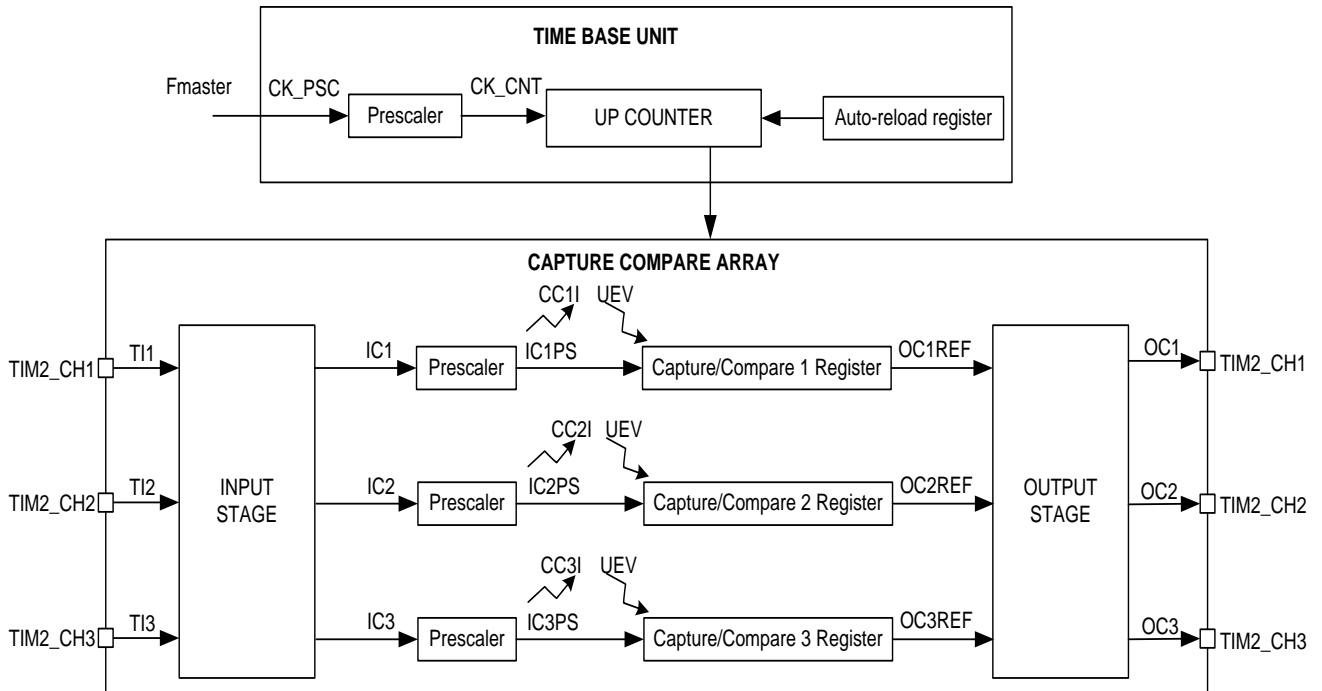 TIME BASE UNIT
Fmaster
CK_PSC
CK_CNT
Prescaler
UP COUNTER
Auto-reload register
CAPTURE COMPARE ARRAY
CC1I
UEV
TIM2_CH1
TI1
IC1
Prescaler
IC1PS
Capture/Compare 1 Register
OC1REF
OC1
TIM2_CH1
CC2I
UEV
TIM2_CH2
TI2
INPUT
STAGE
IC2
Prescaler
IC2PS
Capture/Compare 2 Register
OC2REF
OUTPUT
STAGE
OC2
TIM2_CH2
CC3I
UEV
TIM2_CH3
TI3
IC3
Prescaler
IC3PS
Capture/Compare 3 Register
OC3REF
OC3
TIM2_CH3